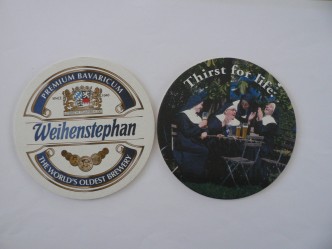 PREMIUM BAVARICUM
Weihenstephan
THE WORLD'S OLDEST BREWERY
Thirst for life.